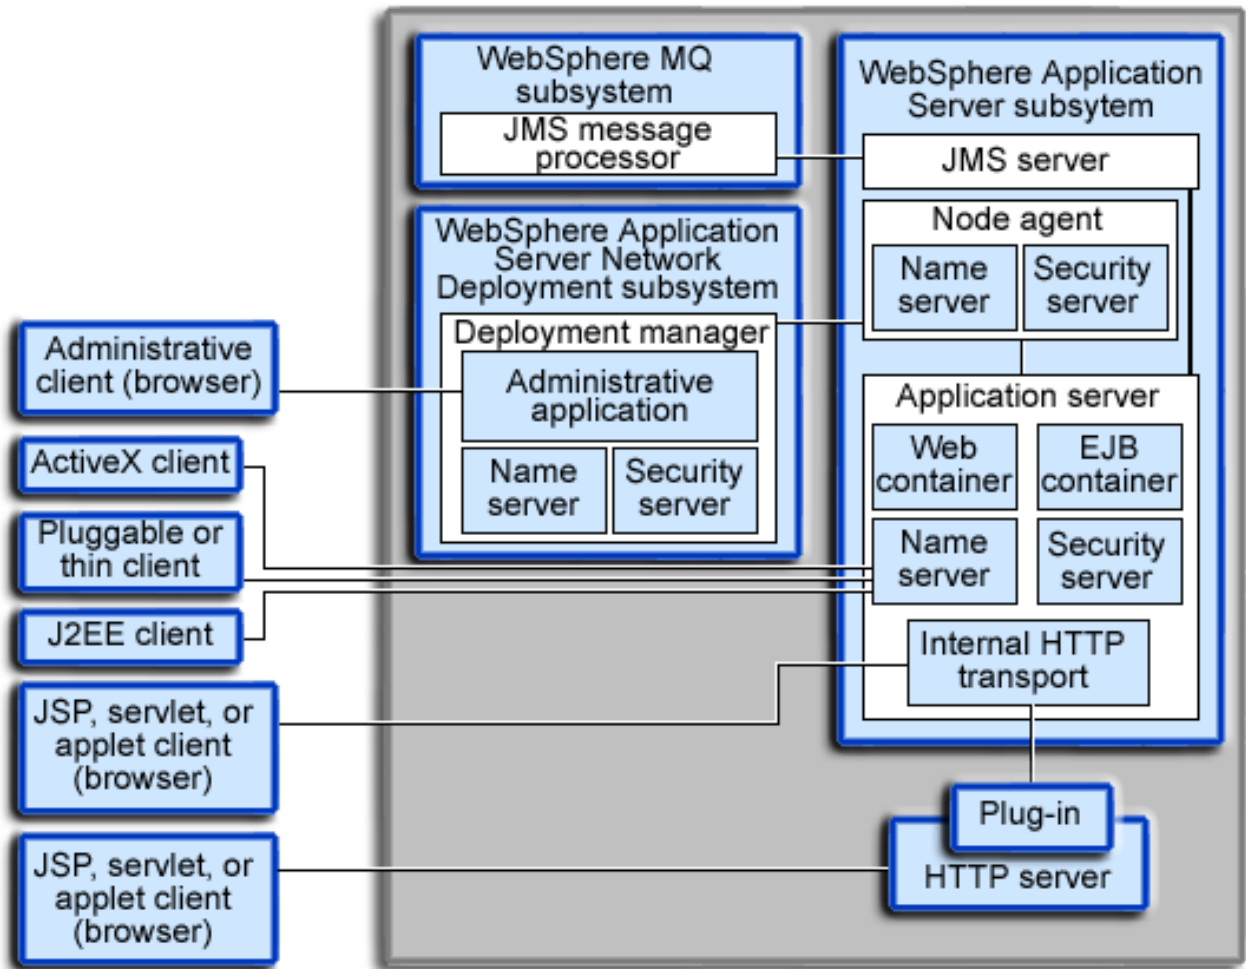 WebSphere MQ
subsystem
JMS message
processor
WebSphere Application
Server subsytem
JMS server
Node agent
Name
server
Security
server
WebSphere Application
Server Network
Deployment subsystem
Deployment manager
Administrative
application
Name
server
Security
server
Application server
Web
container
EJB
container
Name
server
Security
server
Internal HTTP
transport
Plug-in
HTTP server
Administrative
client (browser)
ActiveX client
Pluggable or
thin client
J2EE client
JSP, servlet, or
applet client
(browser)
JSP, servlet, or
applet client
(browser)